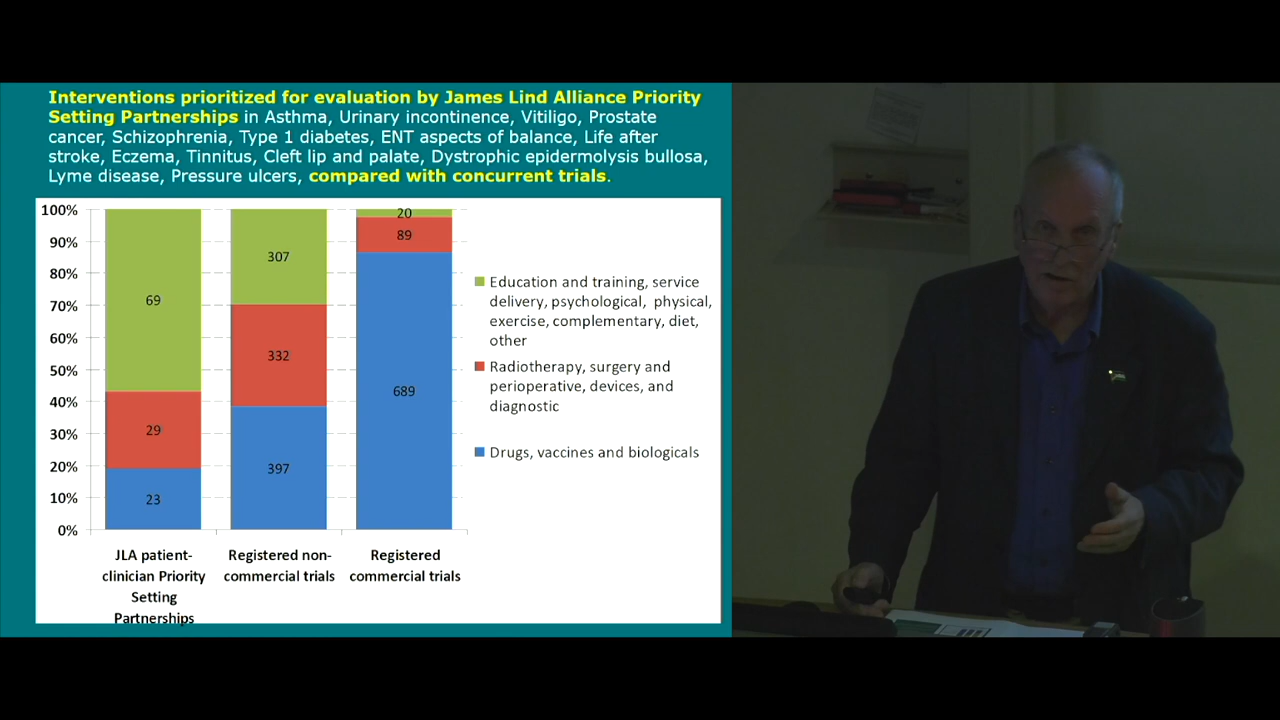 Interventions prioritized for evaluation by James Lind Alliance Priority
Setting Partnerships in Asthma, Urinary incontinence, Vitiligo, Prostate
cancer, Schizophrenia, Type 1 diabetes, ENT aspects of balance, Life after
stroke, Eczema, Tinnitus, Cleft lip and palate, Dystrophic epidermolysis bullosa,
Lyme disease, Pressure ulcers, compared with concurrent trials.
100%
90%
80%
70%
60%
50%
40%
30%
20%
10%
0%
69
29
23
307
332
397
20
89
689
JLA patient-
clinician Priority
Setting
Partnerships
Registered non-
commercial trials
Registered
commercial trials
Education and training, service
delivery, psychological, physical,
exercise, complementary, diet,
other
Radiotherapy, surgery and
perioperative, devices, and
diagnostic
Drugs, vaccines and biologicals